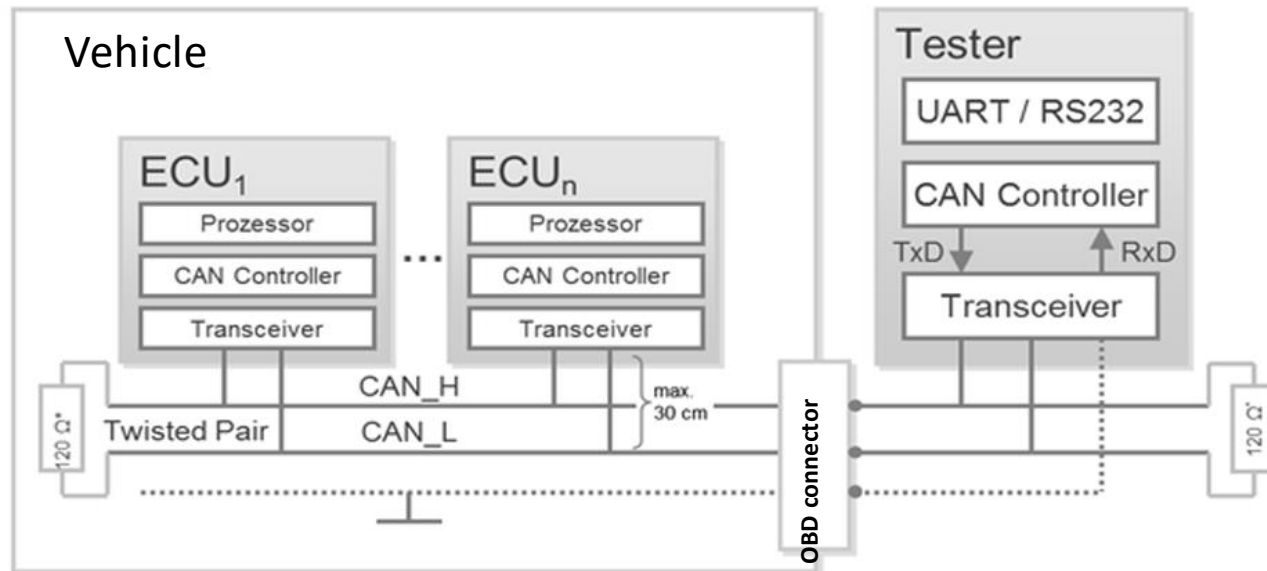 Vehicle
Tester
UART / RS232
CAN Controller
TxD
RxD
Transceiver
ECU₁
Prozessor
CAN Controller
Transceiver
...
ECUₙ
Prozessor
CAN Controller
Transceiver
CAN_H
max.
30 cm
Twisted Pair
CAN_L
120 Ω*
OBD connector
120 Ω*